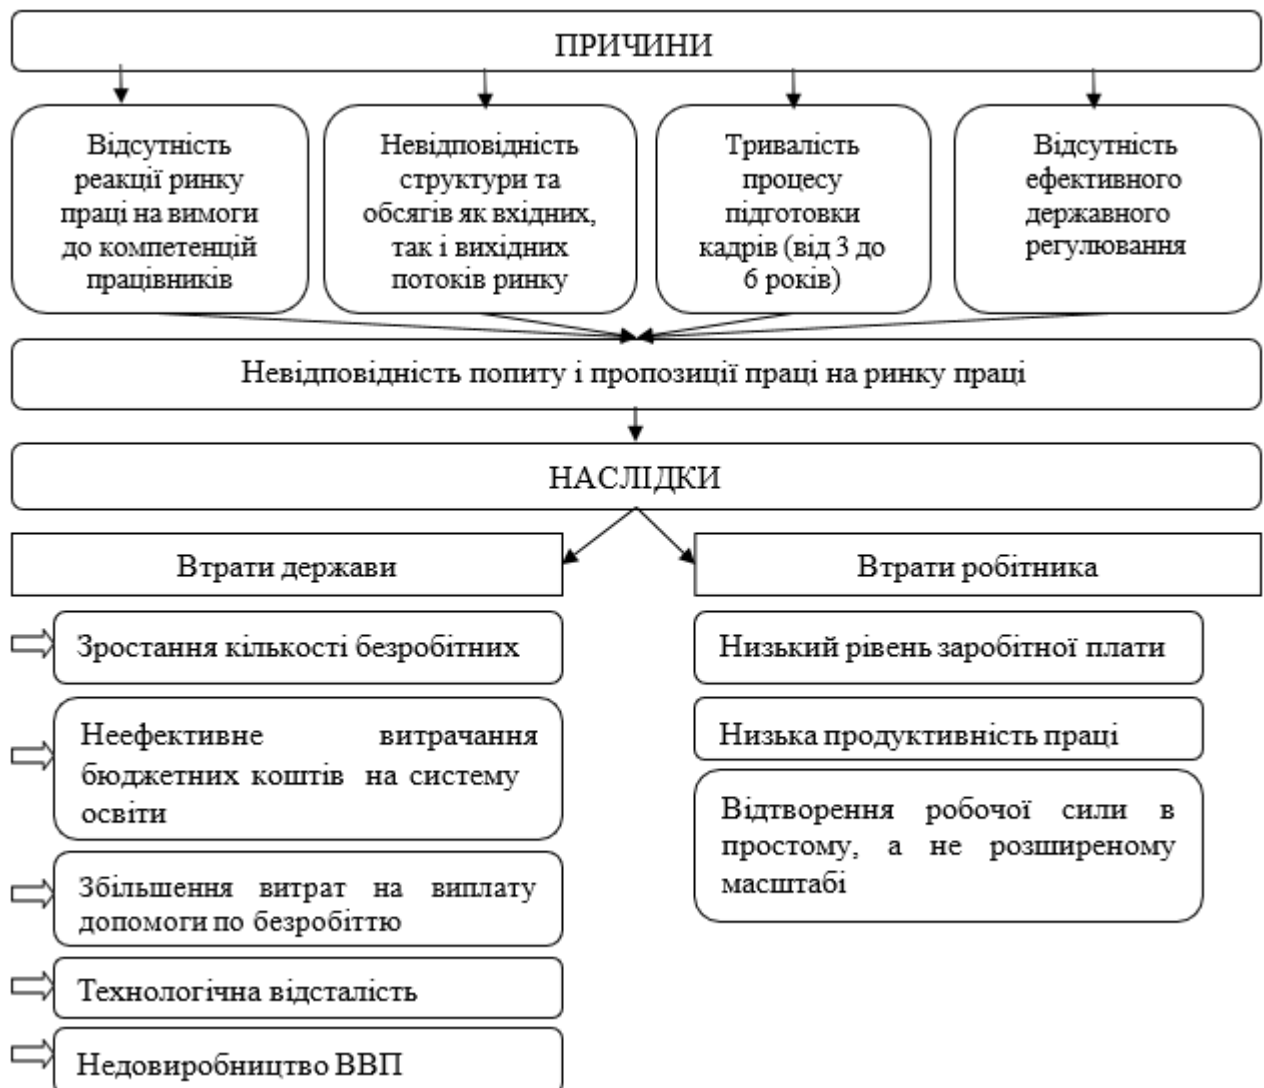 ПРИЧИНИ
Відсутність
реакції ринку
праці на вимоги
до компетенцій
працівників
Невідповідність
структури та
обсягів як вхідних,
так і вихідних
потоків ринку
Тривалість
процесу
підготовки
кадрів (від 3 до
6 років)
Відсутність
ефективного
державного
регулювання
Невідповідність попиту і пропозиції праці на ринку праці
НАСЛІДКИ
Втрати держави
Зростання кількості безробітних
Неефективне витрачання
бюджетних коштів на систему
освіти
Збільшення витрат на виплату
допомоги по безробіттю
Технологічна відсталість
Недовиробництво ВВП
Втрати робітника
Низький рівень заробітної плати
Низька продуктивність праці
Відтворення робочої сили в
простому, а не розширеному
масштабі